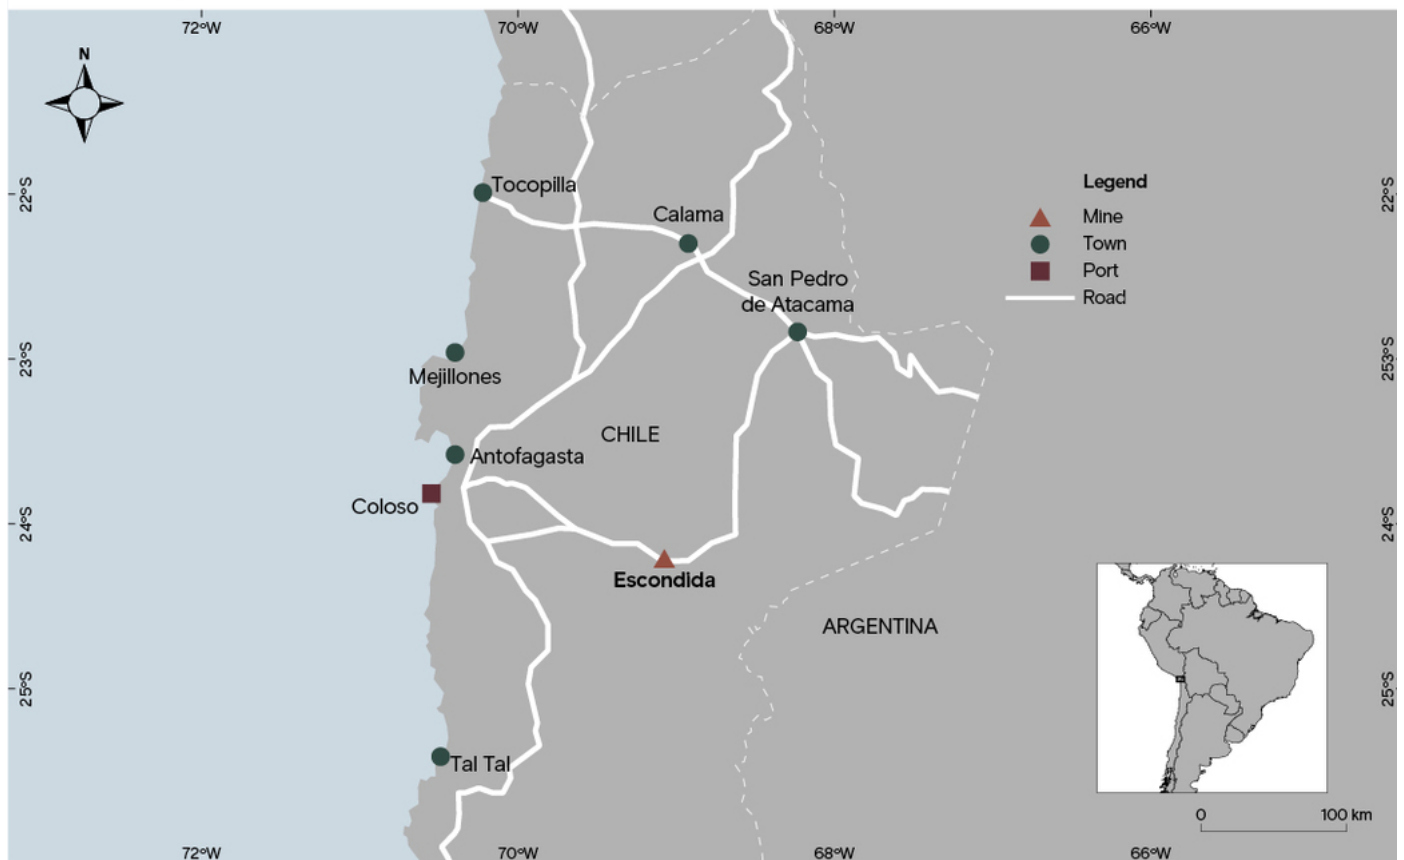 72°W
70°W
68°W
66°W
N
22°S
22°S
Tocopilla
Calama
San Pedro
de Atacama
Legend
Mine
Town
Port
Road
23°S
253°S
Mejillones
CHILE
Antofagasta
Coloso
24°S
24°S
Escondida
ARGENTINA
25°S
25°S
Tal Tal
0
100 km
72°W
70°W
68°W
66°W